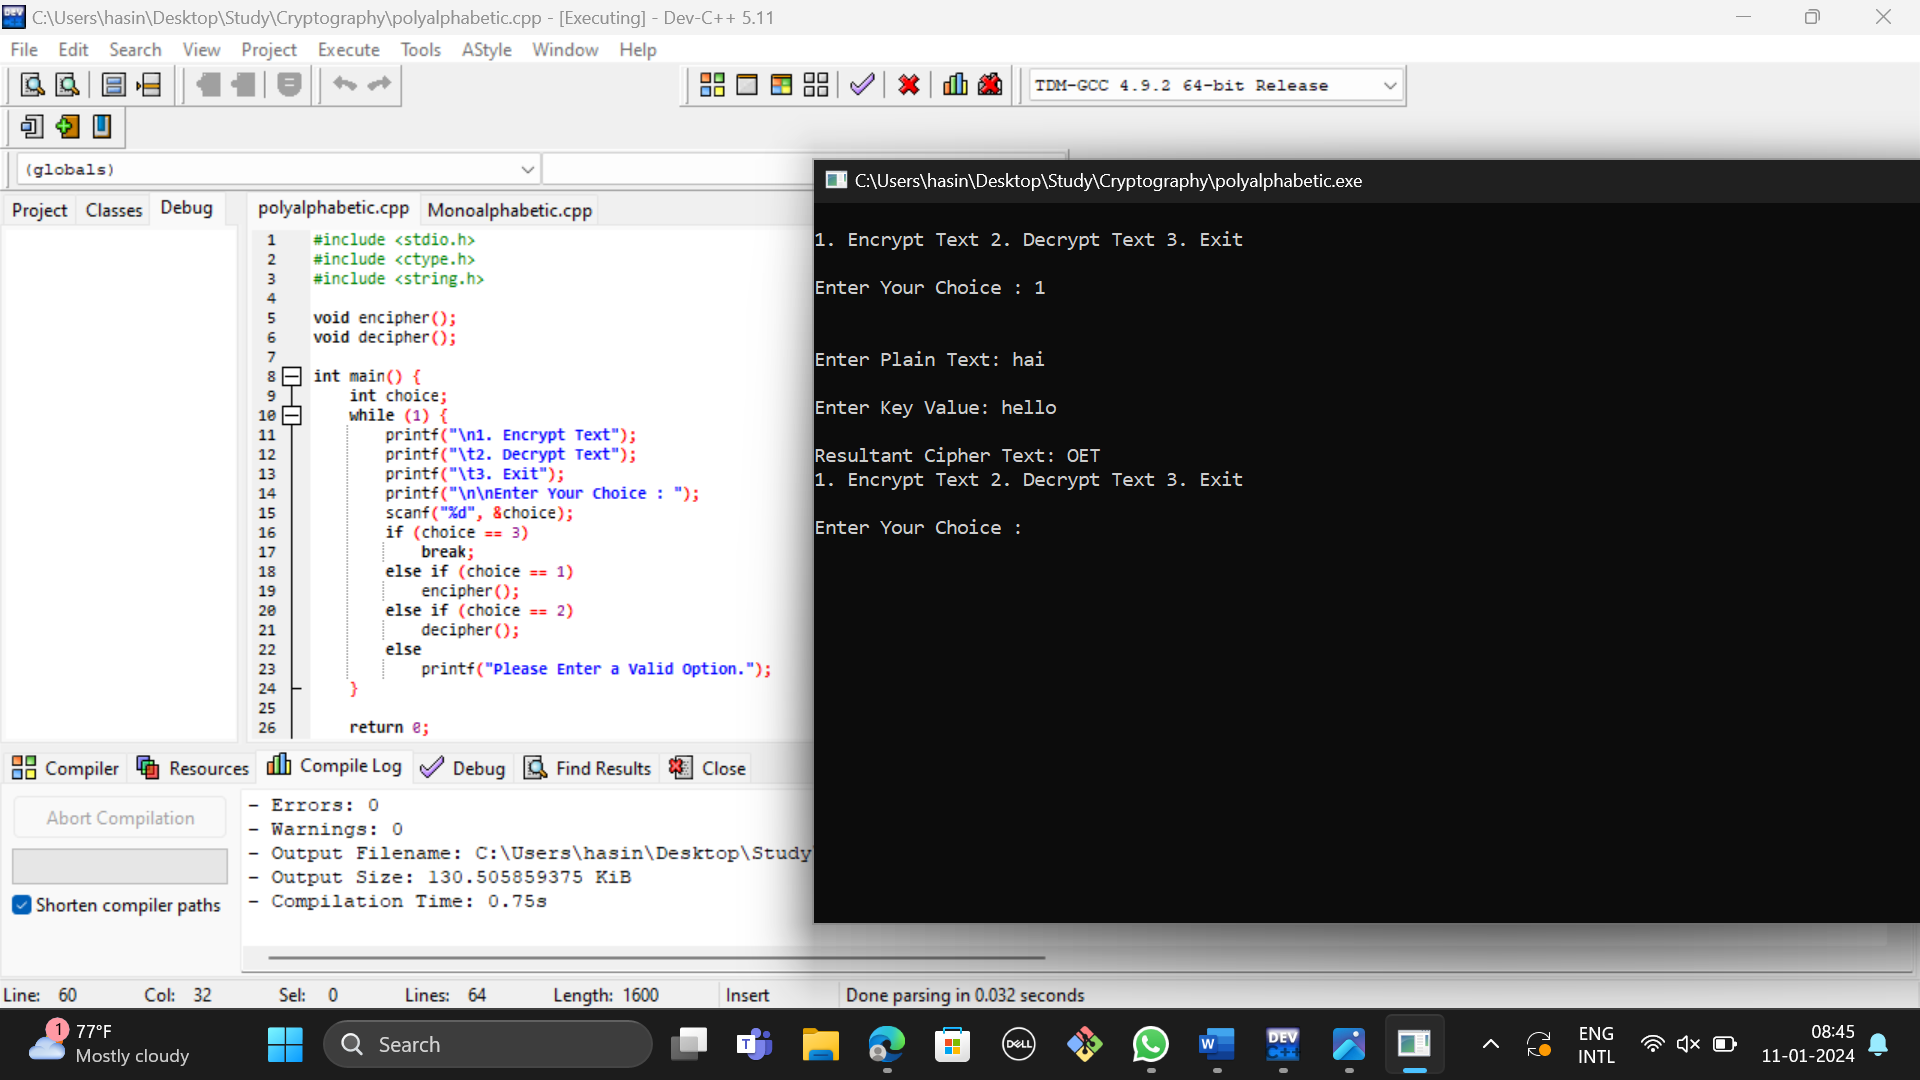 C:\Users\hasin\Desktop\Study\Cryptography\polyalphabetic.cpp - [Executing] - Dev-C++ 5.11
File Edit Search View Project Execute Tools AStyle Window Help
TDM-GCC 4.9.2 64-bit Release
(globals)
Project Classes Debug
polyalphabetic.cpp Monoalphabetic.cpp
1 #include <stdio.h>
2 #include <ctype.h>
3 #include <string.h>
4
5 void encipher();
6 void decipher();
7
8 int main() {
9 int choice;
10 while (1) {
11 printf("\n1. Encrypt Text");
12 printf("\t2. Decrypt Text");
13 printf("\t3. Exit");
14 printf("\n\nEnter Your Choice : ");
15 scanf("%d", &choice);
16 if (choice == 3)
17 break;
18 else if (choice == 1)
19 encipher();
20 else if (choice == 2)
21 decipher();
22 else
23 printf("Please Enter a Valid Option.");
24 }
25
26 return 0;
C:\Users\hasin\Desktop\Study\Cryptography\polyalphabetic.exe
1. Encrypt Text 2. Decrypt Text 3. Exit
Enter Your Choice : 1
Enter Plain Text: hai
Enter Key Value: hello
Resultant Cipher Text: OET
1. Encrypt Text 2. Decrypt Text 3. Exit
Enter Your Choice :
Compiler Resources Compile Log Debug Find Results Close
Abort Compilation
Shorten compiler paths
- Errors: 0
- Warnings: 0
- Output Filename: C:\Users\hasin\Desktop\Study
- Output Size: 130.505859375 KiB
- Compilation Time: 0.75s
Line: 60 Col: 32 Sel: 0 Lines: 64 Length: 1600 Insert Done parsing in 0.032 seconds
1
77°F
Mostly cloudy
Search
DELL
W
DEV
C++
ENG
INTL
08:45
11-01-2024